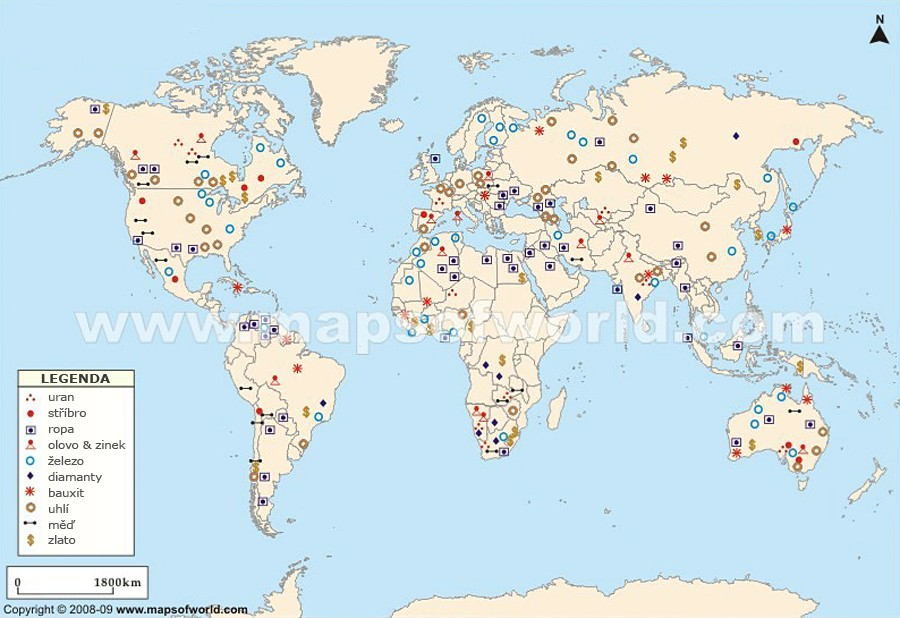 N
www.mapsofworld.com
LEGENDA
uran
stříbro
ropa
olovo & zinek
železo
diamanty
bauxit
uhlí
měď
zlato
0 1800km
Copyright © 2008-09 www.mapsofworld.com